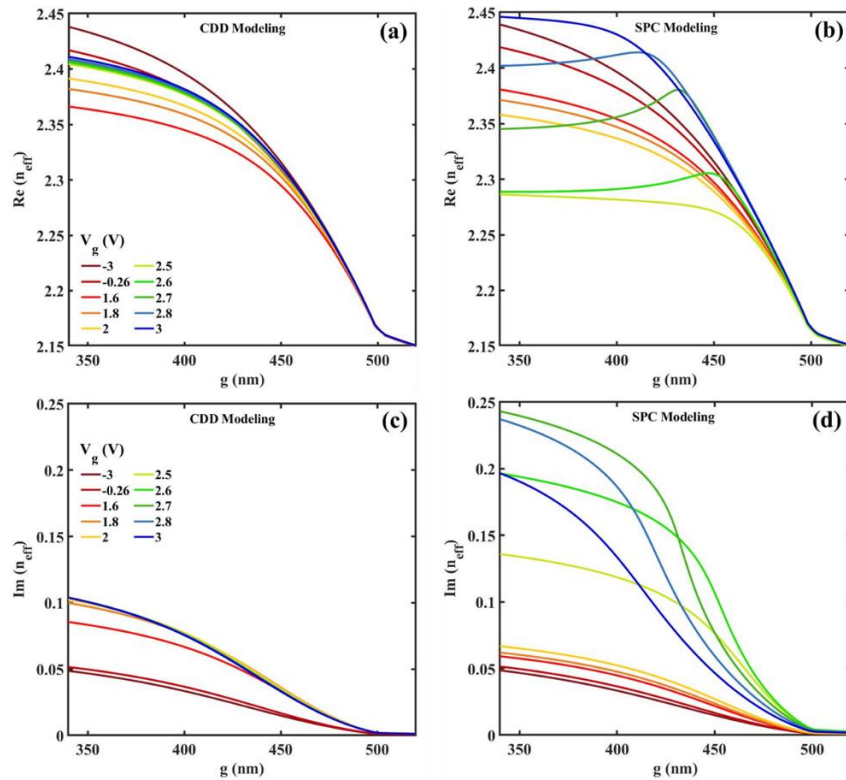 CDD Modeling
(a)
2.45
2.4
2.35
2.3
2.25
2.2
2.15
Re (n_eff)
V_g (V)
-3 2.5
-0.26 2.6
1.6 2.7
1.8 2.8
2 3
350 400 450 500
g (nm)
SPC Modeling
(b)
2.45
2.4
2.35
2.3
2.25
2.2
2.15
Re (n_eff)
350 400 450 500
g (nm)
CDD Modeling
(c)
0.25
0.2
0.15
0.1
0.05
0
Im (n_eff)
V_g (V)
-3 2.5
-0.26 2.6
1.6 2.7
1.8 2.8
2 3
350 400 450 500
g (nm)
SPC Modeling
(d)
0.25
0.2
0.15
0.1
0.05
0
Im (n_eff)
350 400 450 500
g (nm)